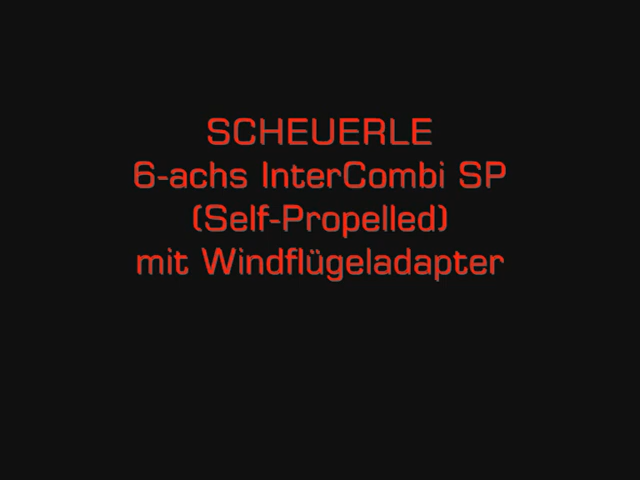 SCHEUERLE
6-achs InterCombi SP
(Self-Propelled)
mit Windflügeladapter